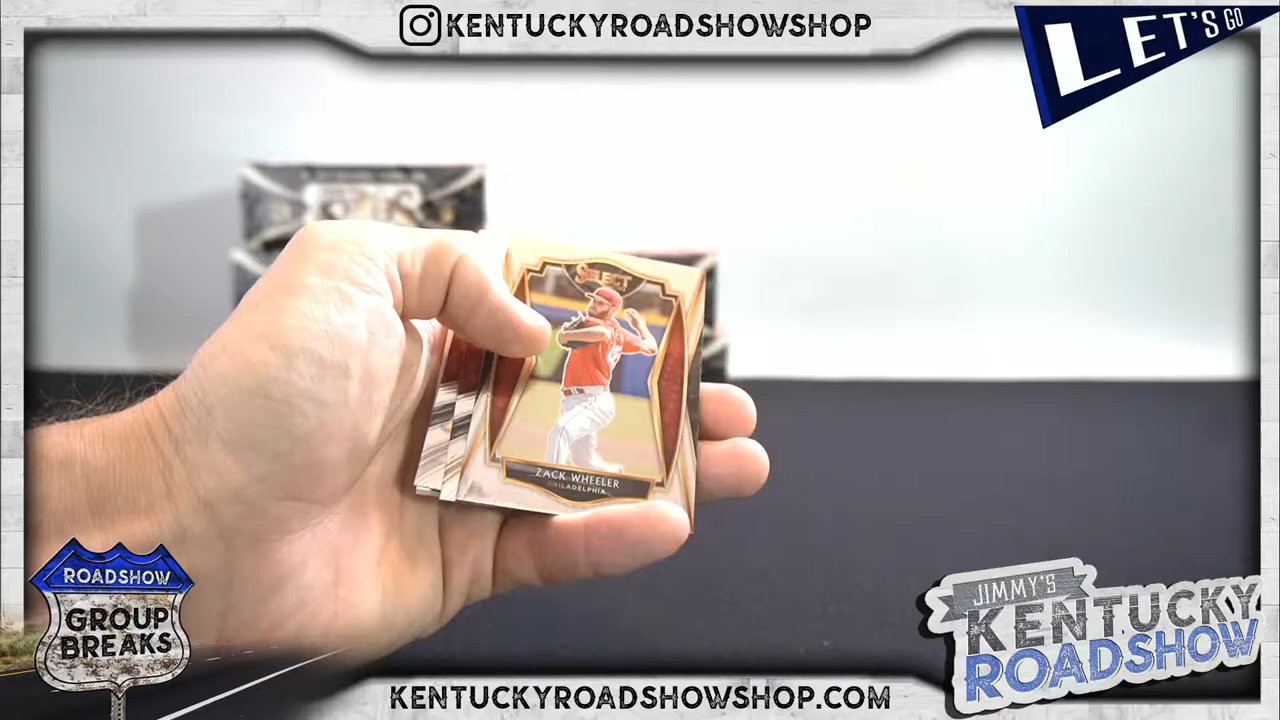 KENTUCKYROADSHOWSHOP
LET'S GO
SELECT
ZACK WHEELER
PHILADELPHIA
ROADSHOW
GROUP
BREAKS
JIMMY'S
KENTUCKY
ROADSHOW
KENTUCKYROADSHOWSHOP.COM